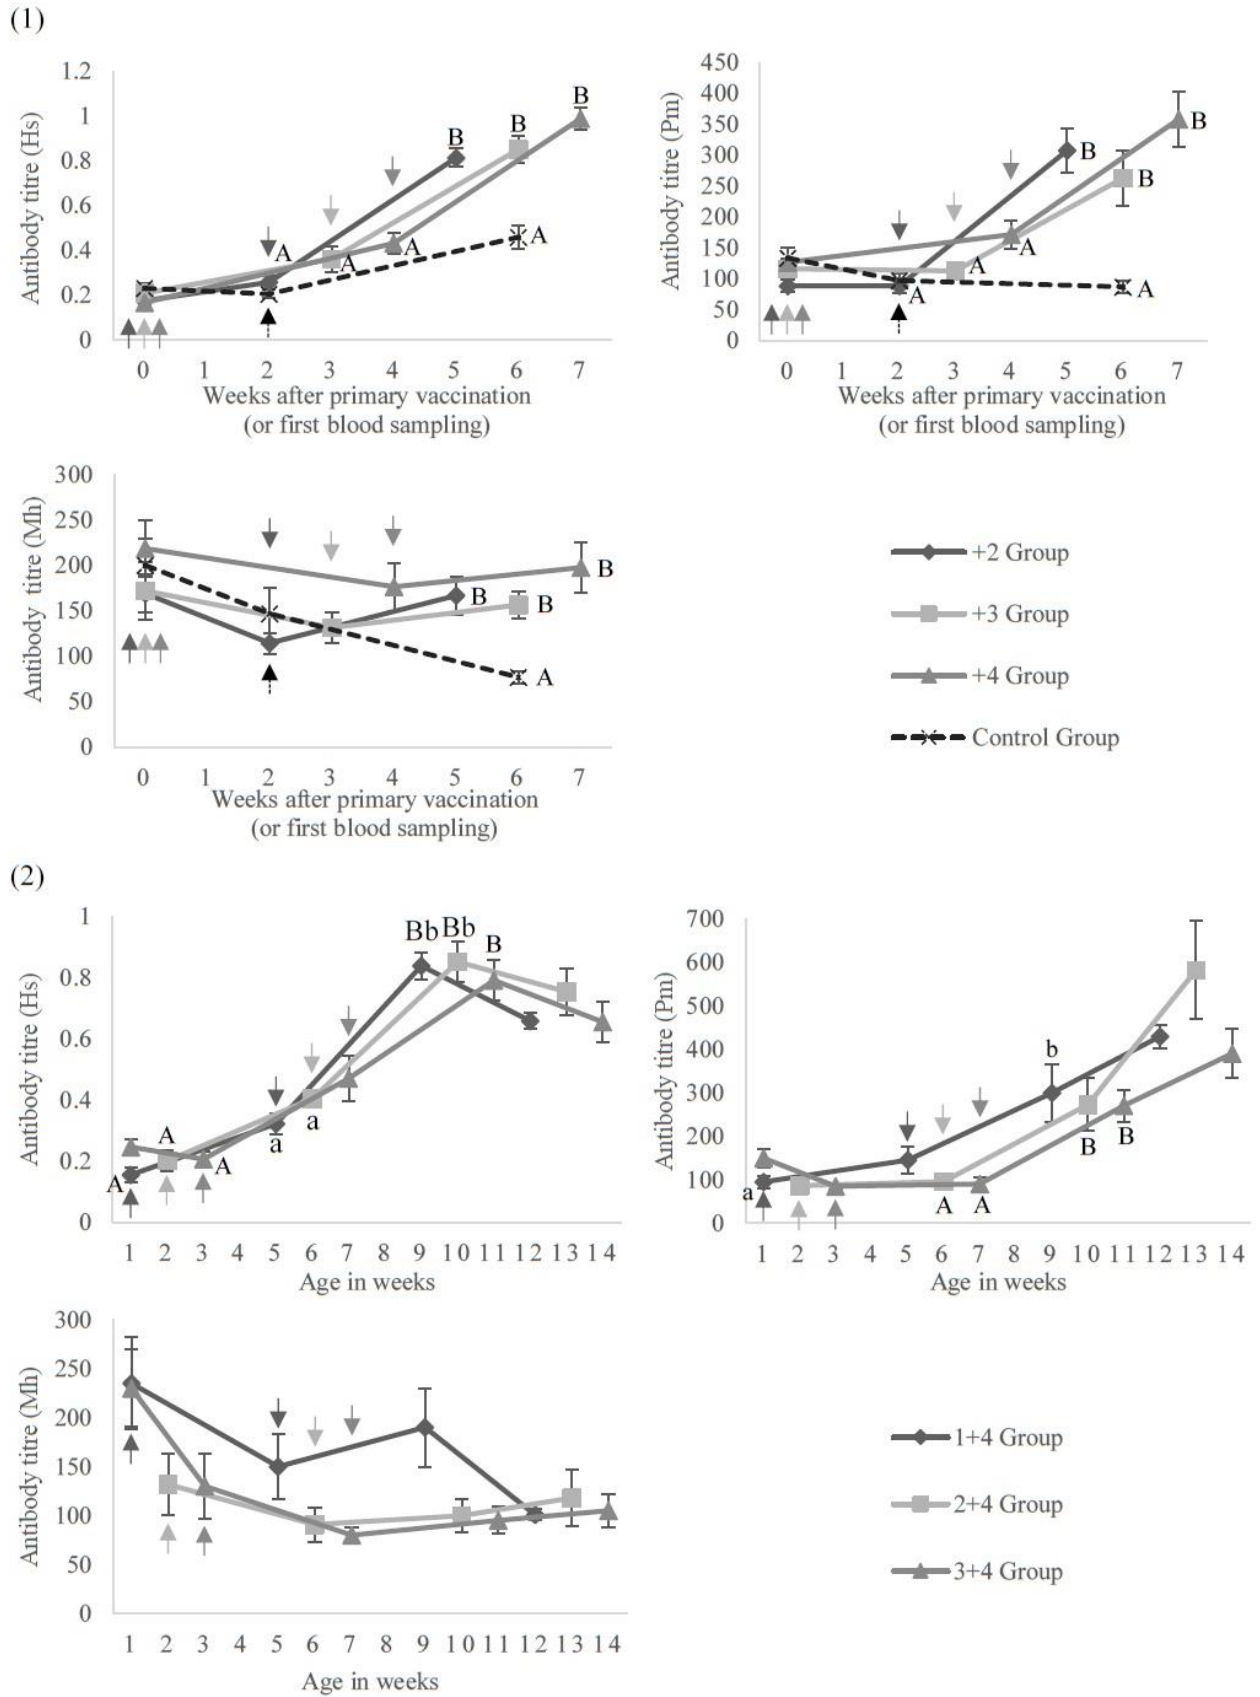 (1)
Antibody titre (Hs)
1.2
1
0.8
0.6
0.4
0.2
0
A
A
A
B
B
B
A
0 1 2 3 4 5 6 7
Weeks after primary vaccination
(or first blood sampling)
Antibody titre (Pm)
450
400
350
300
250
200
150
100
50
0
A
A
A
B
B
B
A
0 1 2 3 4 5 6 7
Weeks after primary vaccination
(or first blood sampling)
Antibody titre (Mh)
300
250
200
150
100
50
0
B
B
B
A
0 1 2 3 4 5 6 7
Weeks after primary vaccination
(or first blood sampling)
+2 Group
+3 Group
+4 Group
Control Group
(2)
Antibody titre (Hs)
1
0.8
0.6
0.4
0.2
0
A
A
A
a
a
Bb
Bb
B
1 2 3 4 5 6 7 8 9 10 11 12 13 14
Age in weeks
Antibody titre (Pm)
700
600
500
400
300
200
100
0
a
A
A
b
B
B
1 2 3 4 5 6 7 8 9 10 11 12 13 14
Age in weeks
Antibody titre (Mh)
300
250
200
150
100
50
0
1 2 3 4 5 6 7 8 9 10 11 12 13 14
Age in weeks
1+4 Group
2+4 Group
3+4 Group